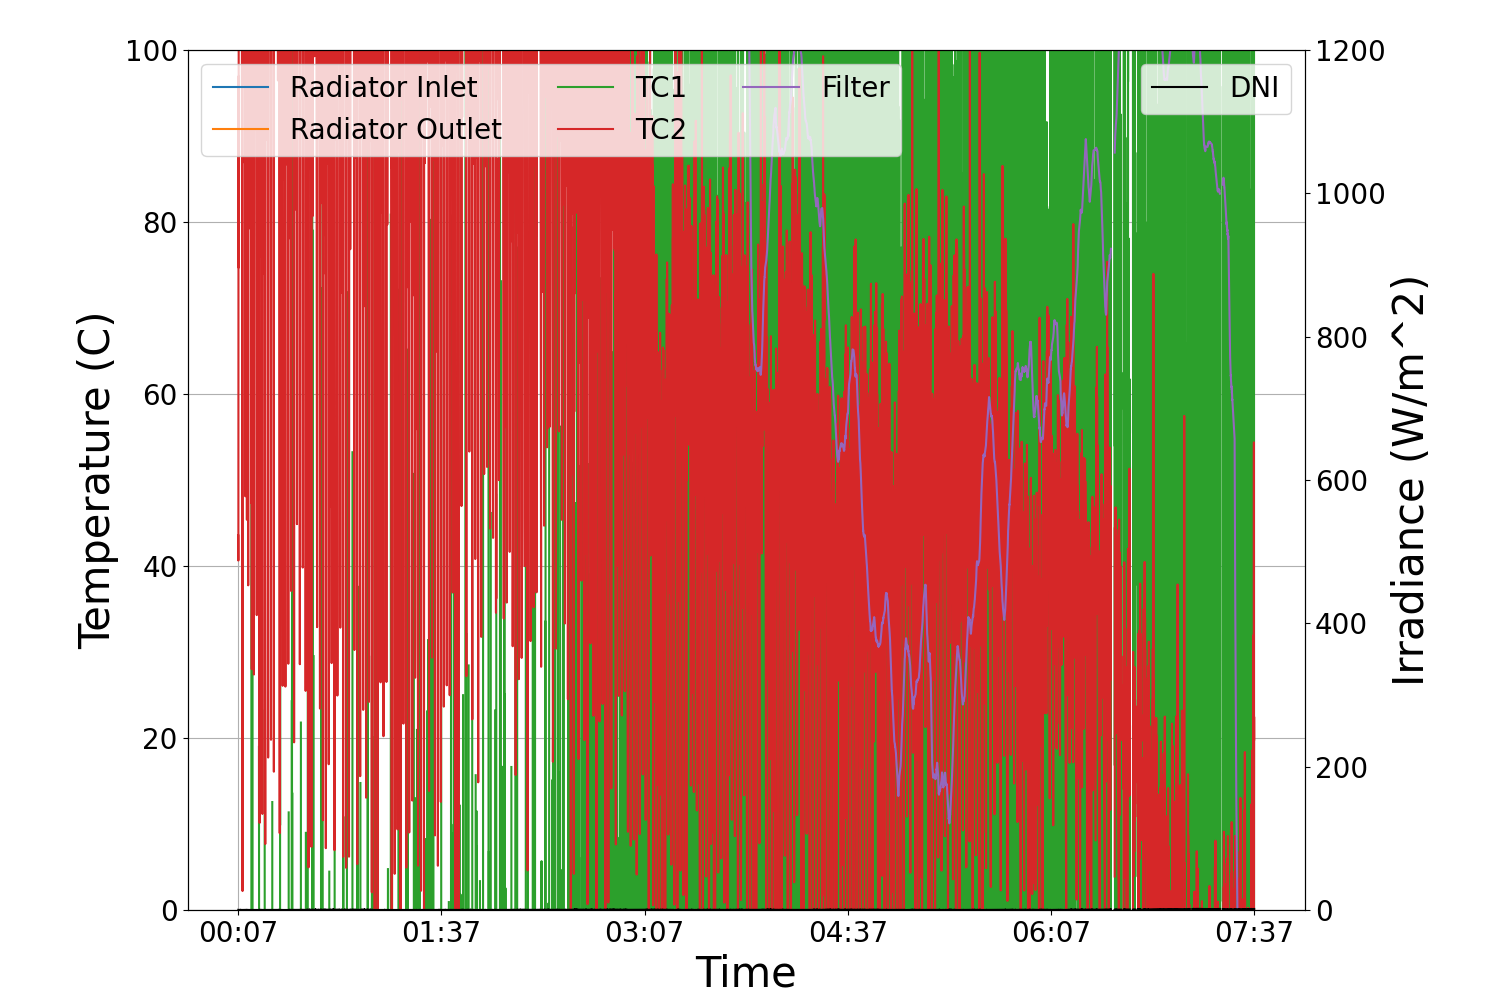 Radiator Inlet
Radiator Outlet
TC1
TC2
Filter
DNI
100
80
60
40
20
0
Temperature (C)
1200
1000
800
600
400
200
0
Irradiance (W/m^2)
00:07 01:37 03:07 04:37 06:07 07:37
Time